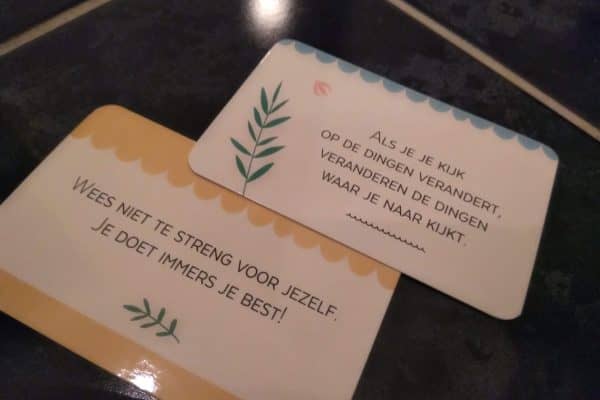 Als je je kijk
op de dingen verandert,
veranderen de dingen
waar je naar kijkt.
Wees niet te streng voor jezelf.
Je doet immers je best!